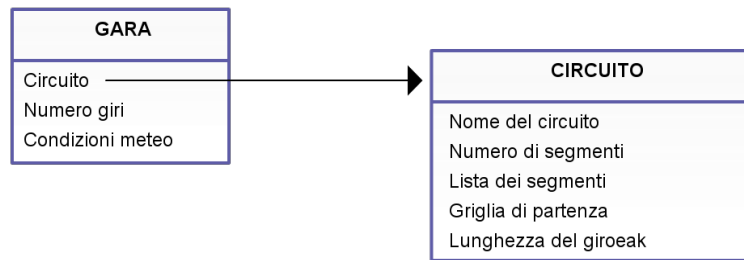 GARA
Circuito
Numero giri
Condizioni meteo
CIRCUITO
Nome del circuito
Numero di segmenti
Lista dei segmenti
Griglia di partenza
Lunghezza del giroeak